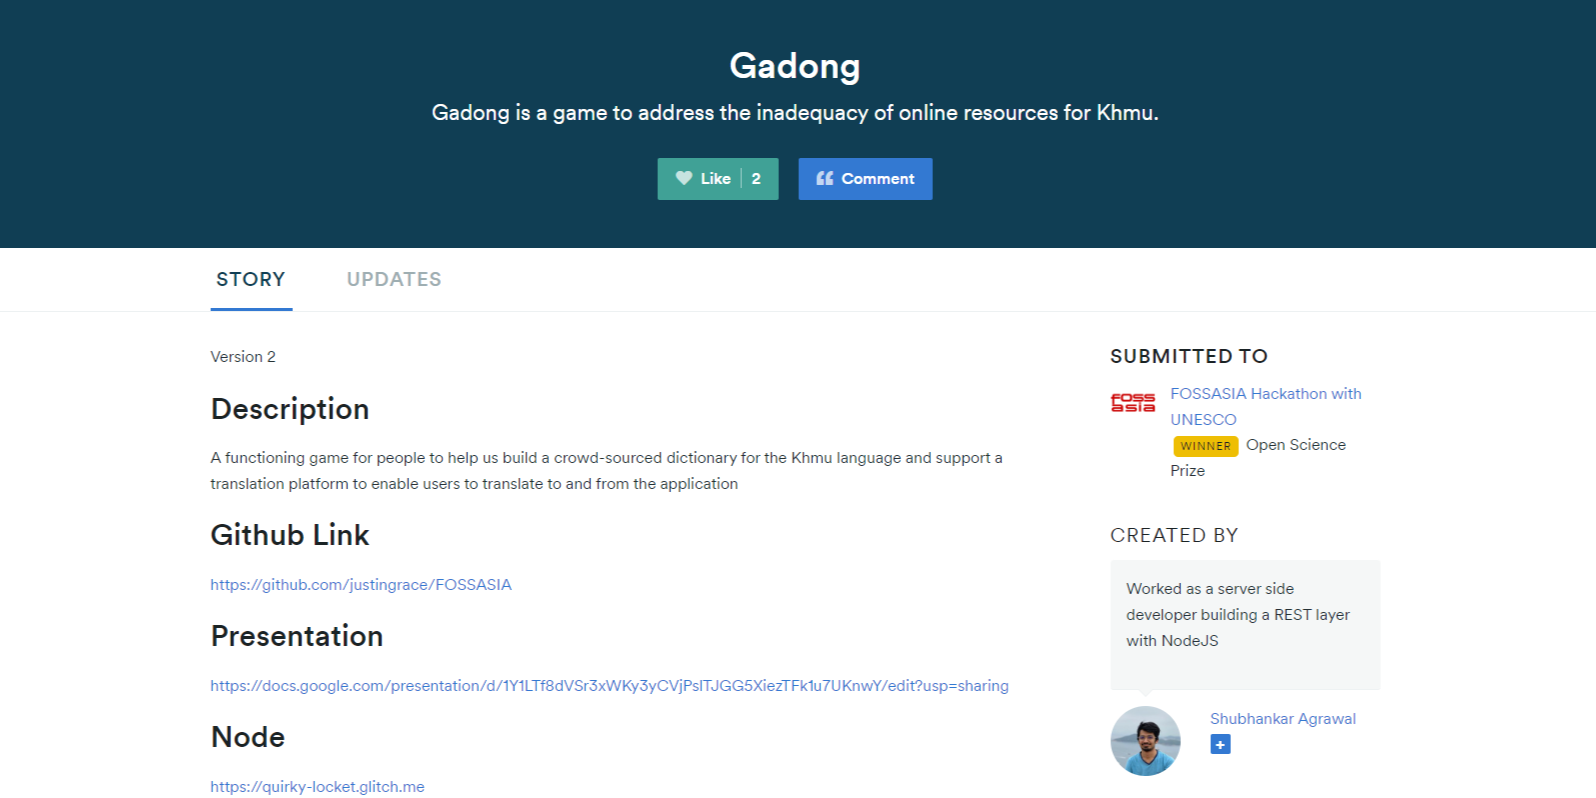 Gadong
Gadong is a game to address the inadequacy of online resources for Khmu.
Like 2
Comment
STORY
UPDATES
Version 2
Description
A functioning game for people to help us build a crowd-sourced dictionary for the Khmu language and support a
translation platform to enable users to translate to and from the application
Github Link
https://github.com/justingrace/FOSSASIA
Presentation
https://docs.google.com/presentation/d/1Y1LTf8dVSr3xWKy3yCVjPsITJGG5XiezTFk1u7UKnwY/edit?usp=sharing
Node
https://quirky-locket.glitch.me
SUBMITTED TO
foss
asia
FOSSASIA Hackathon with
UNESCO
WINNER Open Science
Prize
CREATED BY
Worked as a server side
developer building a REST layer
with NodeJS
Shubhankar Agrawal
+